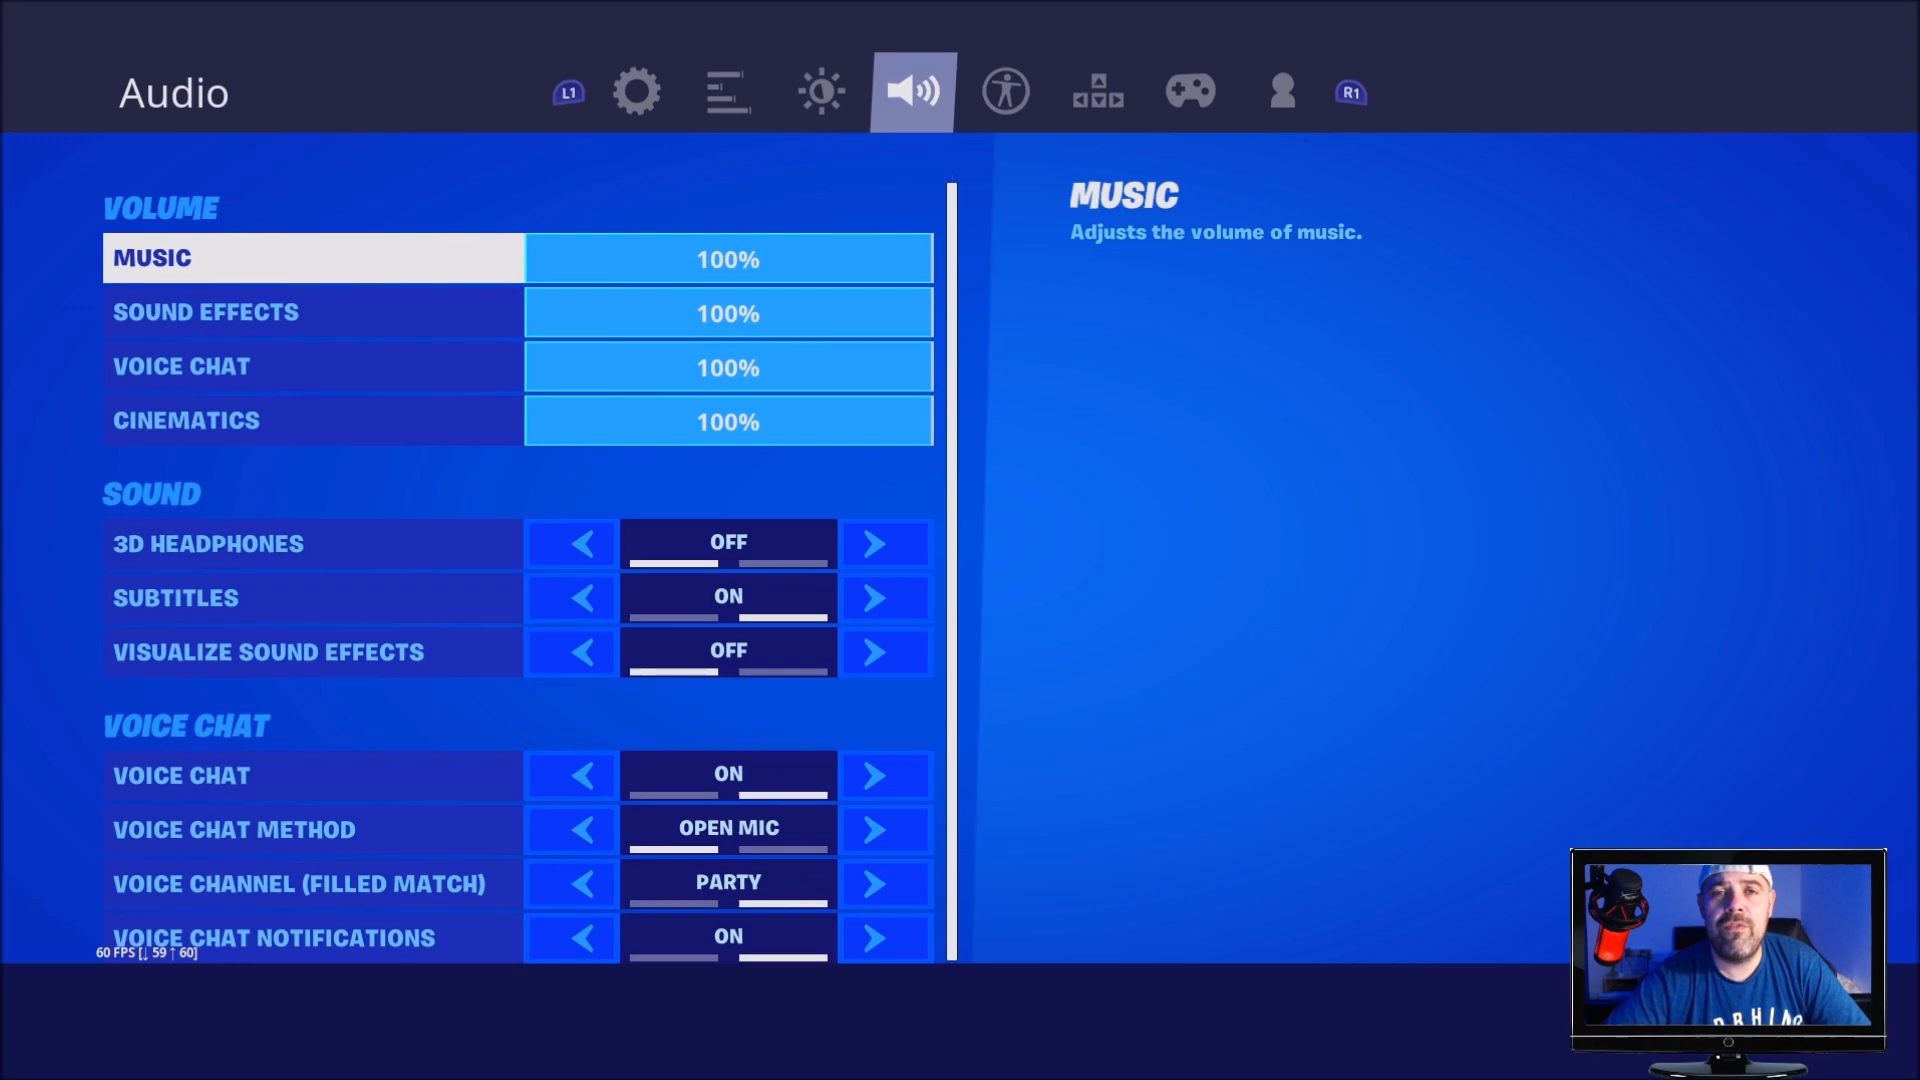 Audio
L1
R1
VOLUME
MUSIC 100%
SOUND EFFECTS 100%
VOICE CHAT 100%
CINEMATICS 100%
SOUND
3D HEADPHONES OFF
SUBTITLES ON
VISUALIZE SOUND EFFECTS OFF
VOICE CHAT
VOICE CHAT ON
VOICE CHAT METHOD OPEN MIC
VOICE CHANNEL (FILLED MATCH) PARTY
VOICE CHAT NOTIFICATIONS ON
60 FPS [↓ 59 ↑ 60]
MUSIC
Adjusts the volume of music.